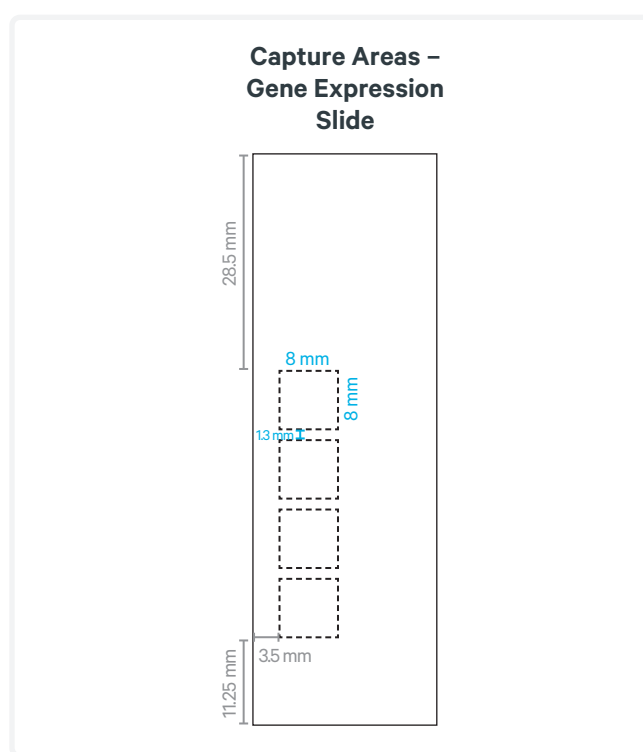 Capture Areas –
Gene Expression
Slide
28.5 mm
8 mm
8 mm
1.3 mm
3.5 mm
11.25 mm